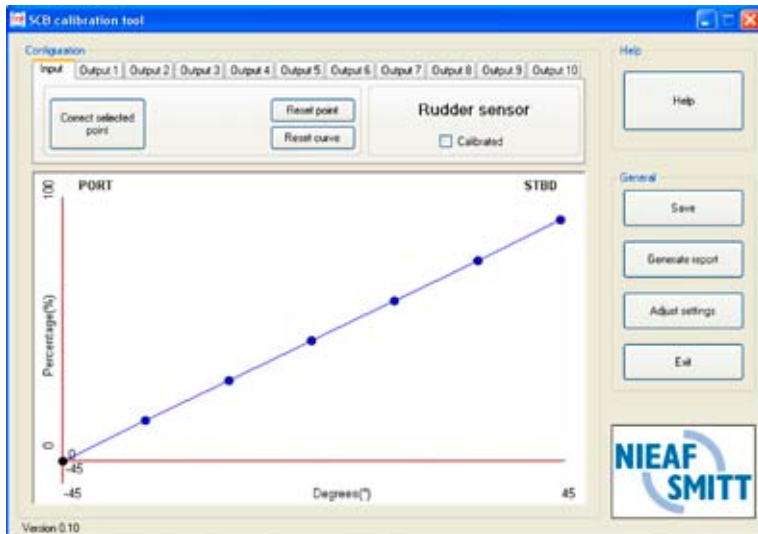 SCB calibration tool
Configuration
Input Output 1 Output 2 Output 3 Output 4 Output 5 Output 6 Output 7 Output 8 Output 9 Output 10
Correct selected
point
Reset point
Reset curve
Rudder sensor
Calibrated
Help
Help
General
Save
Generate report
Adjust settings
Exit
PORT
STBD
100
Percentage(%)
0
0
-45
-45
Degrees(°)
45
NIEAF
SMITT
Version 0.10